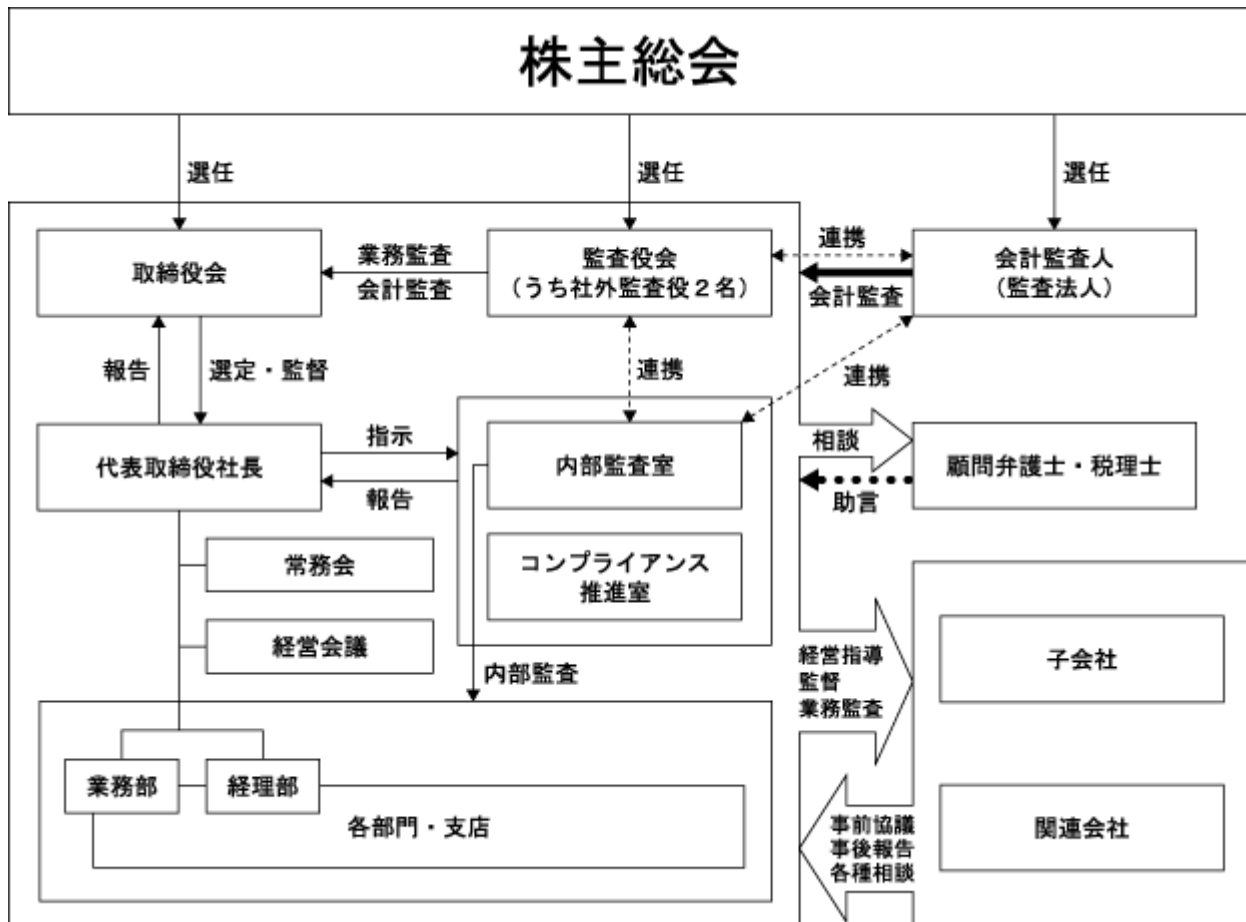 株主総会
選任
選任
選任
取締役会
業務監査
会計監査
監査役会
（うち社外監査役２名）
連携
会計監査
会計監査人
（監査法人）
報告
選定・監督
連携
連携
代表取締役社長
指示
報告
内部監査室
相談
助言
顧問弁護士・税理士
コンプライアンス
推進室
常務会
経営会議
内部監査
経営指導
監督
業務監査
子会社
業務部
経理部
各部門・支店
事前協議
事後報告
各種相談
関連会社